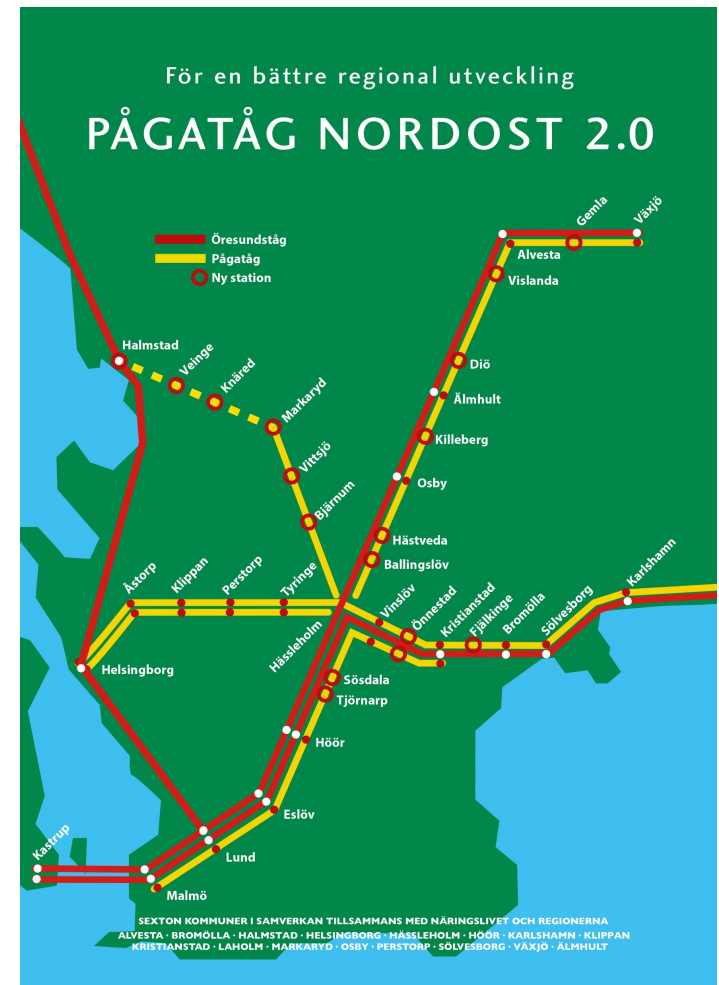 För en bättre regional utveckling
PÅGATÅG NORDOST 2.0
Öresundståg
Pågatåg
Ny station
Gemla
Växjö
Alvesta
Vislanda
Halmstad
Veinge
Knäred
Markaryd
Diö
Älmhult
Killeberg
Vittsjö
Osby
Bjärnum
Hästveda
Ballingslöv
Åstorp
Klippan
Perstorp
Tyringe
Vinslöv
Önnestad
Kristianstad
Fjälkinge
Bromölla
Sölvesborg
Karlshamn
Hässleholm
Helsingborg
Sösdala
Tjörnarp
Höör
Eslöv
Kastrup
Lund
Malmö
SEXTON KOMMUNER I SAMVERKAN TILLSAMMANS MED NÄRINGSLIVET OCH REGIONERNA
ALVESTA · BROMÖLLA · HALMSTAD · HELSINGBORG · HÄSSLEHOLM · HÖÖR · KARLSHAMN · KLIPPAN
KRISTIANSTAD · LAHOLM · MARKARYD · OSBY · PERSTORP · SÖLVESBORG · VÄXJÖ · ÄLMHULT